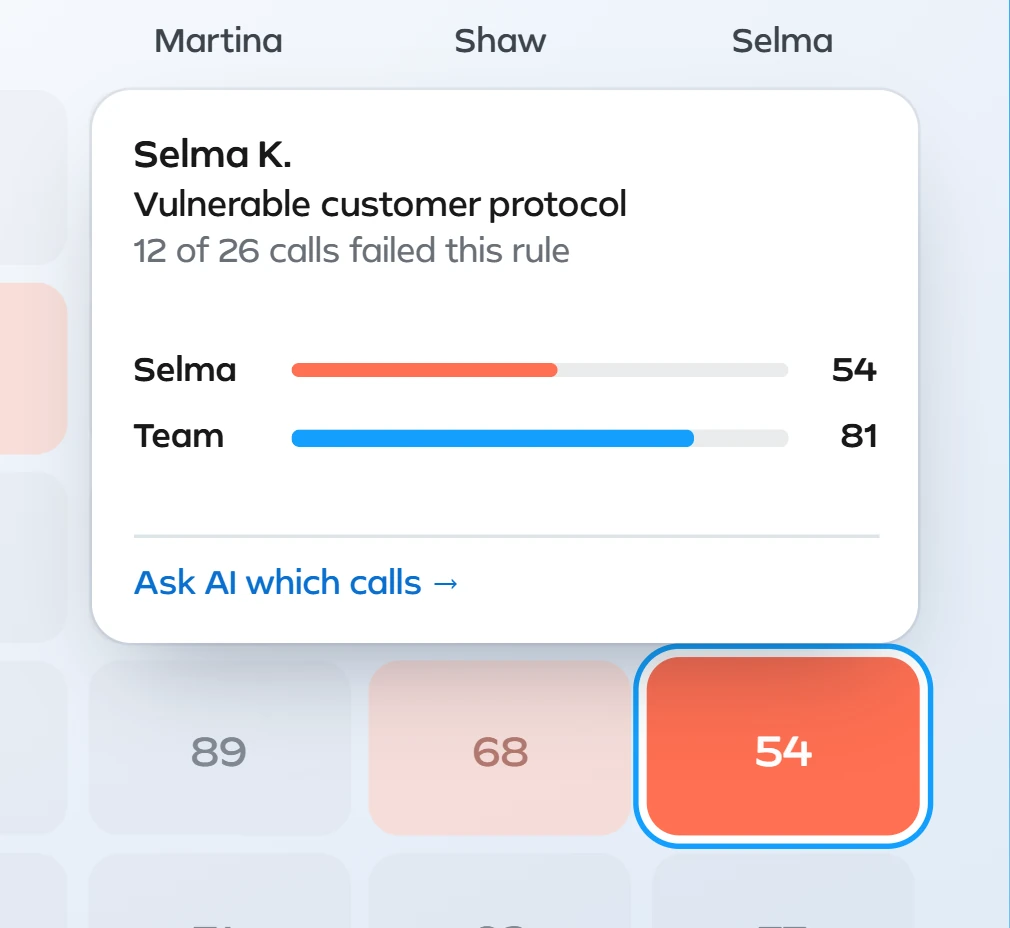 Martina Shaw Selma
Selma K.
Vulnerable customer protocol
12 of 26 calls failed this rule
Selma 54
Team 81
Ask AI which calls →
89 68 54